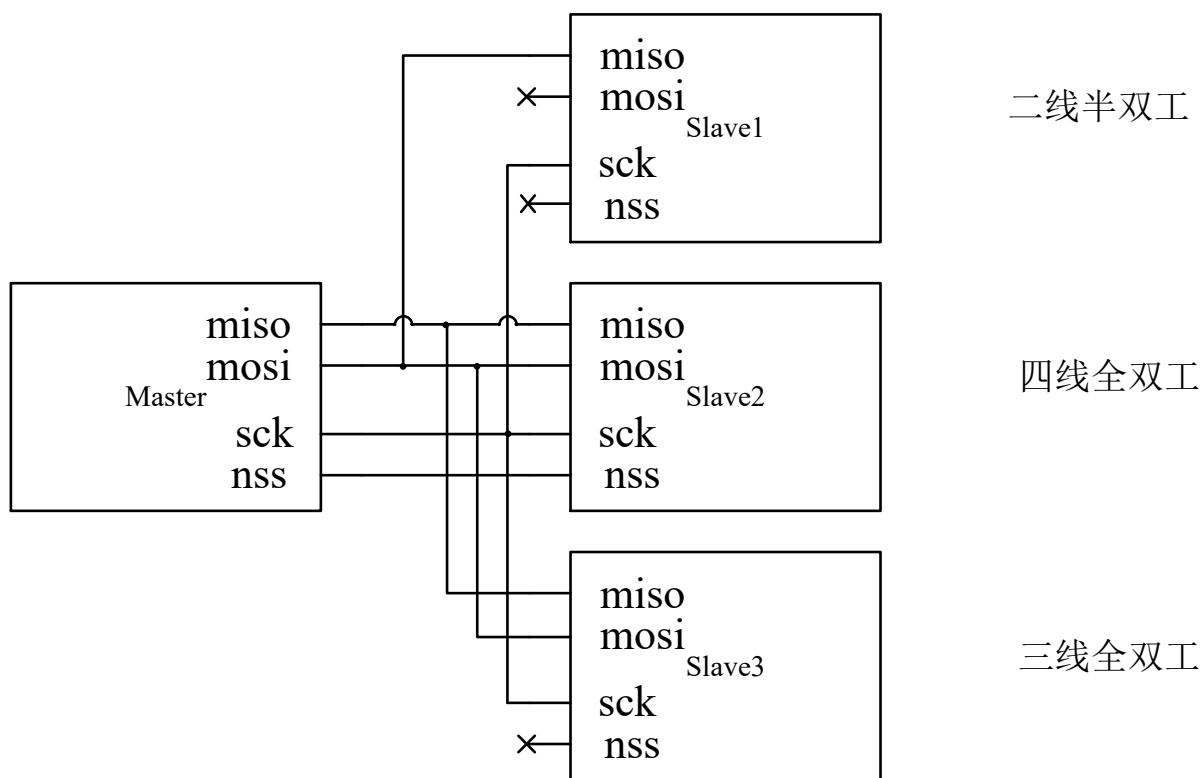 miso
mosi
Slave1
sck
nss
二线半双工
miso
mosi
Master
sck
nss
miso
mosi
Slave2
sck
nss
四线全双工
miso
mosi
Slave3
sck
nss
三线全双工